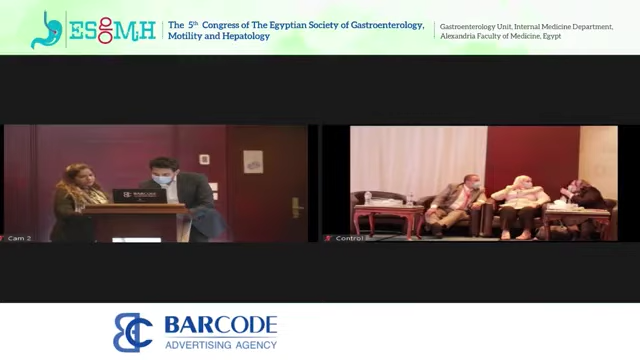 ESGMH
The 5th Congress of The Egyptian Society of Gastroenterology,
Motility and Hepatology
Gastroenterology Unit, Internal Medicine Department,
Alexandria Faculty of Medicine, Egypt
BARCODE
Cam 2
Control
BARCODE
ADVERTISING AGENCY